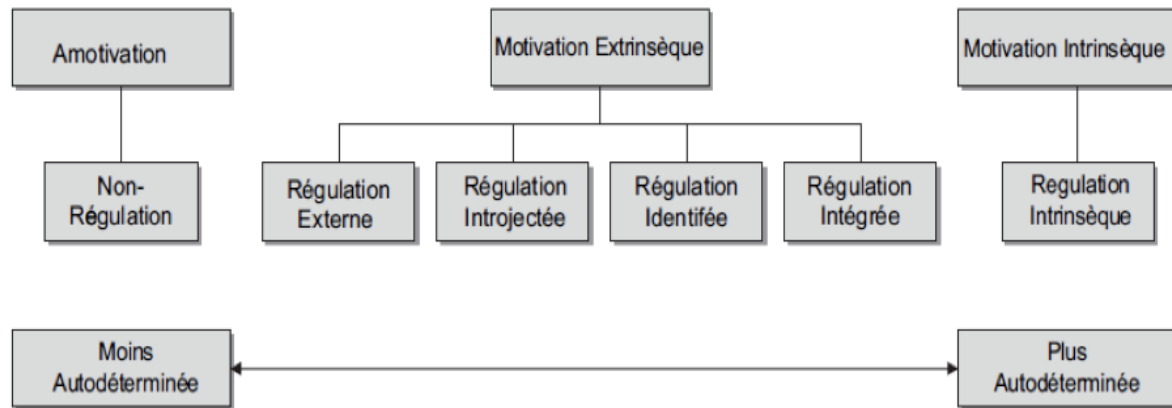 Amotivation
Motivation Extrinsèque
Motivation Intrinsèque
Non-
Régulation
Régulation
Externe
Régulation
Introjectée
Régulation
Identifée
Régulation
Intégrée
Regulation
Intrinsèque
Moins
Autodéterminée
Plus
Autodéterminée